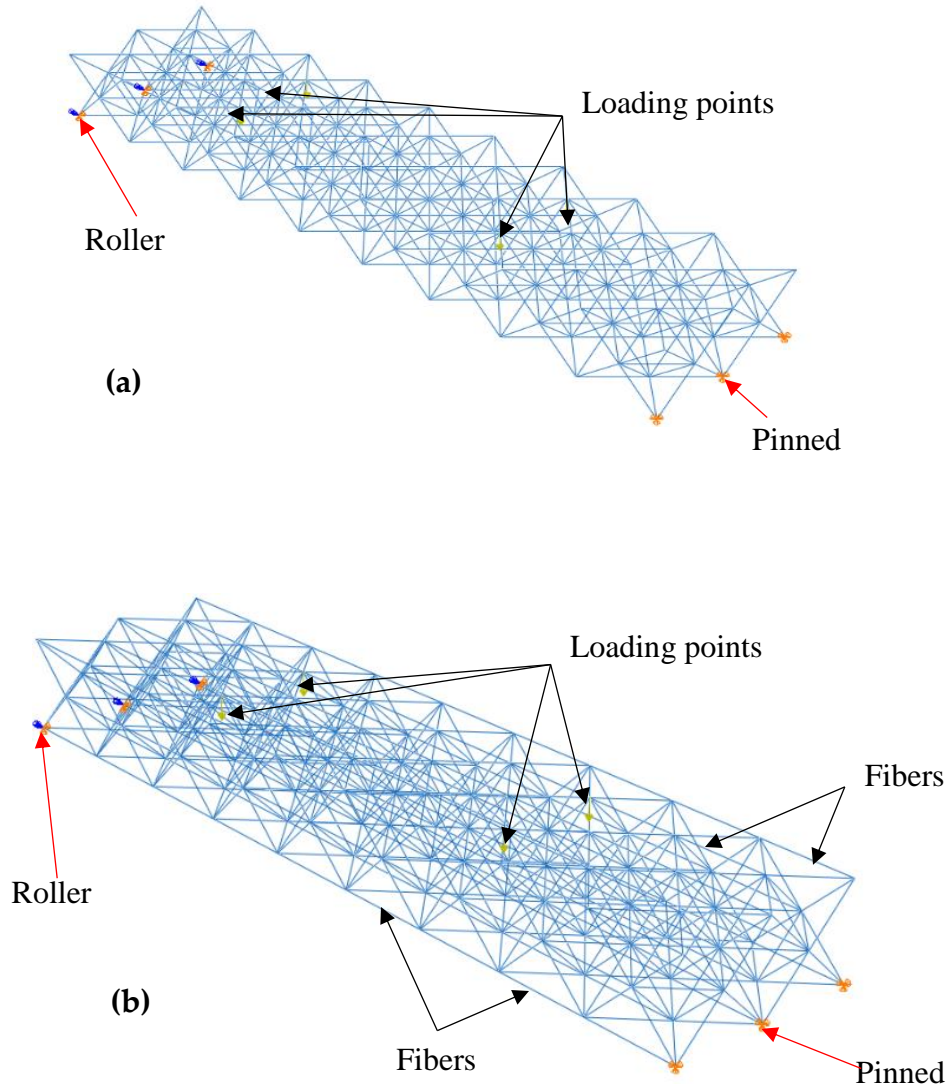 Loading points
Roller
(a)
Pinned
Loading points
Fibers
Roller
(b)
Fibers
Pinned